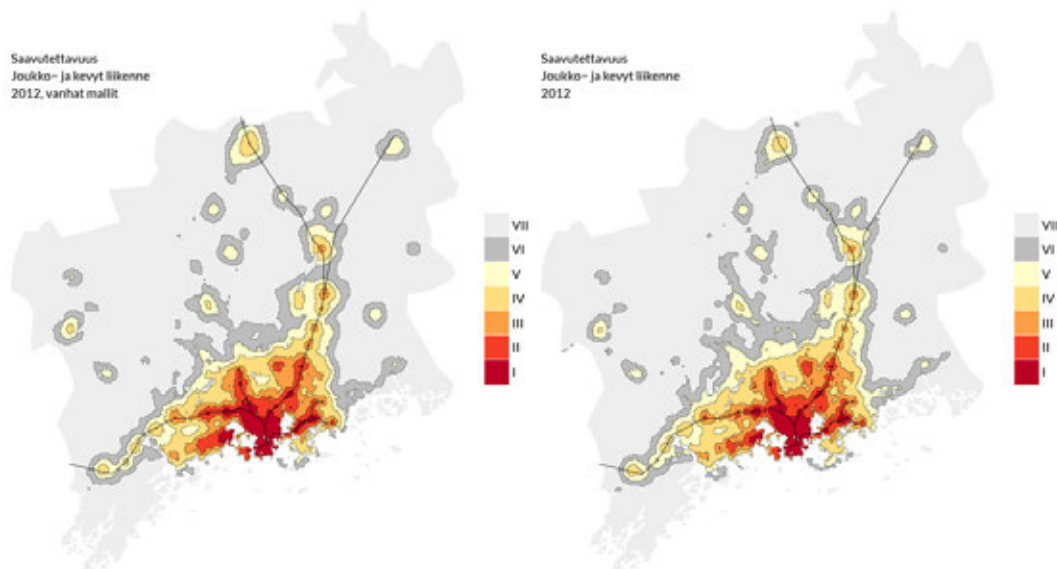 Saavutettavuus
Joukko- ja kevyt liikenne
2012, vanhat mallit
VII
VI
V
IV
III
II
I
Saavutettavuus
Joukko- ja kevyt liikenne
2012
VII
VI
V
IV
III
II
I